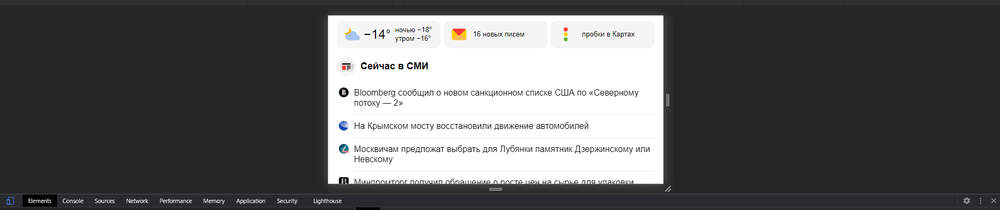 −14° ночью −18°
утром −16°
16 новых писем
пробки в Картах
Сейчас в СМИ
Bloomberg сообщил о новом санкционном списке США по «Северному
потоку — 2»
На Крымском мосту восстановили движение автомобилей
Москвичам предложат выбрать для Лубянки памятник Дзержинскому или
Невскому
Минпромторг получил обращение о росте цен на сырье для упаковки
Elements Console Sources Network Performance Memory Application Security Lighthouse